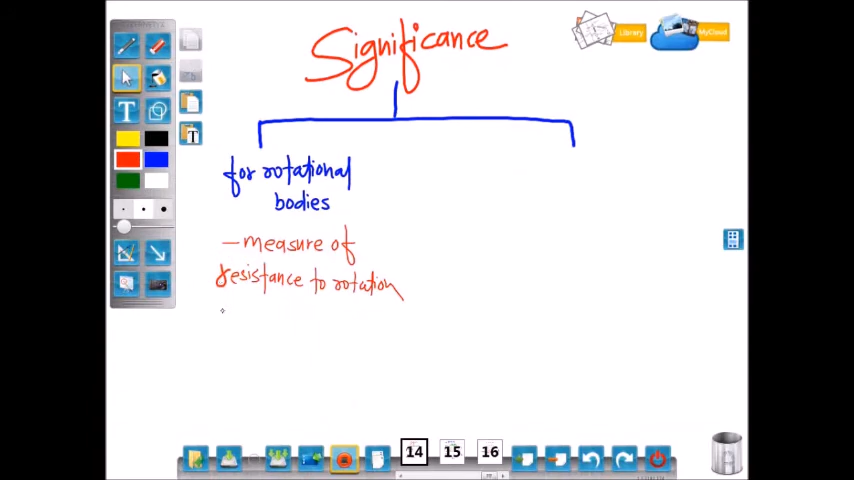 Significance
Library
MyCloud
T
T
for rotational
bodies
- measure of
resistance to rotation
14
15
16